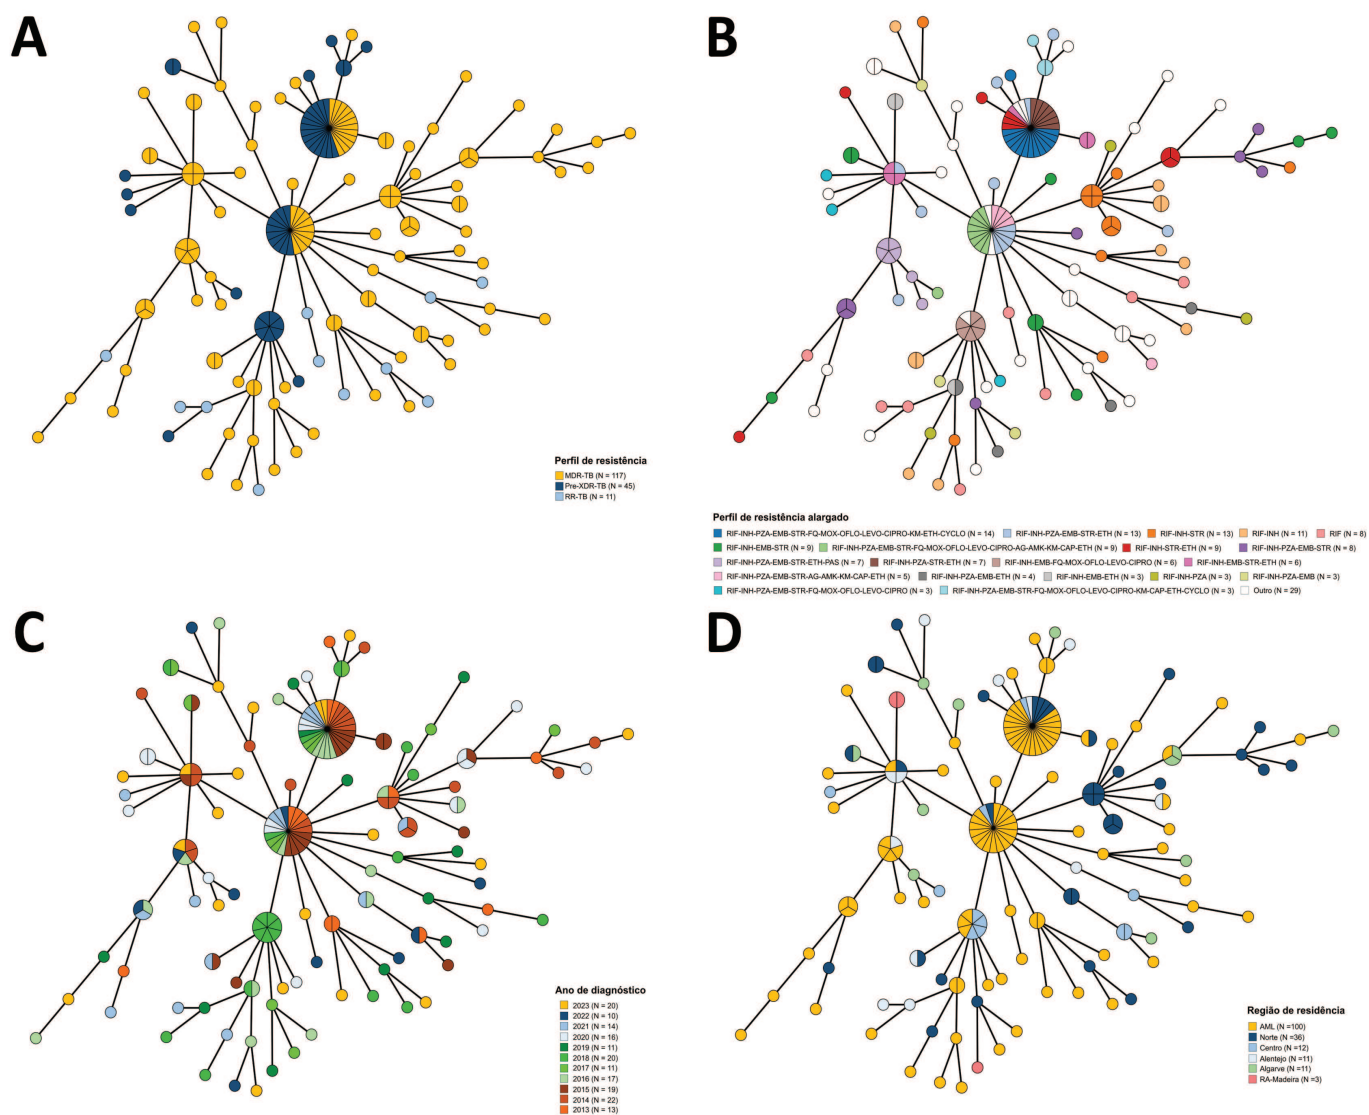 A
B
Perfil de resistência
MDR-TB (N = 117)
Pre-XDR-TB (N = 45)
RR-TB (N = 11)
Perfil de resistência alargado
RIF-INH-PZA-EMB-STR-FQ-MOX-OFLO-LEVO-CIPRO-KM-ETH-CYCLO (N = 14) RIF-INH-PZA-EMB-STR-ETH (N = 13) RIF-INH-STR (N = 13) RIF-INH (N = 11) RIF (N = 8)
RIF-INH-EMB-STR (N = 9) RIF-INH-PZA-EMB-STR-FQ-MOX-OFLO-LEVO-CIPRO-AG-AMK-KM-CAP-ETH (N = 9) RIF-INH-STR-ETH (N = 9) RIF-INH-PZA-EMB-STR (N = 8)
RIF-INH-PZA-EMB-STR-ETH-PAS (N = 7) RIF-INH-PZA-STR-ETH (N = 7) RIF-INH-EMB-FQ-MOX-OFLO-LEVO-CIPRO (N = 6) RIF-INH-EMB-STR-ETH (N = 6)
RIF-INH-PZA-EMB-STR-AG-AMK-KM-CAP-ETH (N = 5) RIF-INH-PZA-EMB-ETH (N = 4) RIF-INH-EMB-ETH (N = 3) RIF-INH-PZA (N = 3) RIF-INH-PZA-EMB (N = 3)
RIF-INH-PZA-EMB-STR-FQ-MOX-OFLO-LEVO-CIPRO (N = 3) RIF-INH-PZA-EMB-STR-FQ-MOX-OFLO-LEVO-CIPRO-KM-CAP-ETH-CYCLO (N = 3) Outro (N = 29)
C
D
Ano de diagnóstico
2023 (N = 20)
2022 (N = 10)
2021 (N = 14)
2020 (N = 16)
2019 (N = 11)
2018 (N = 20)
2017 (N = 11)
2016 (N = 17)
2015 (N = 19)
2014 (N = 22)
2013 (N = 13)
Região de residência
AML (N =100)
Norte (N =36)
Centro (N =12)
Alentejo (N =11)
Algarve (N =11)
RA-Madeira (N =3)